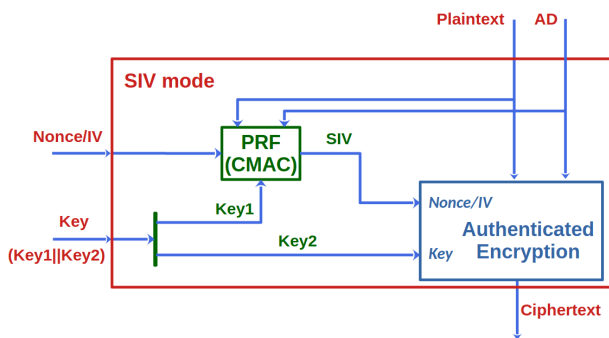 Plaintext AD
SIV mode
Nonce/IV
PRF
(CMAC)
SIV
Key1
Key
(Key1||Key2)
Key2
Nonce/IV
Authenticated
Encryption
Key
Ciphertext